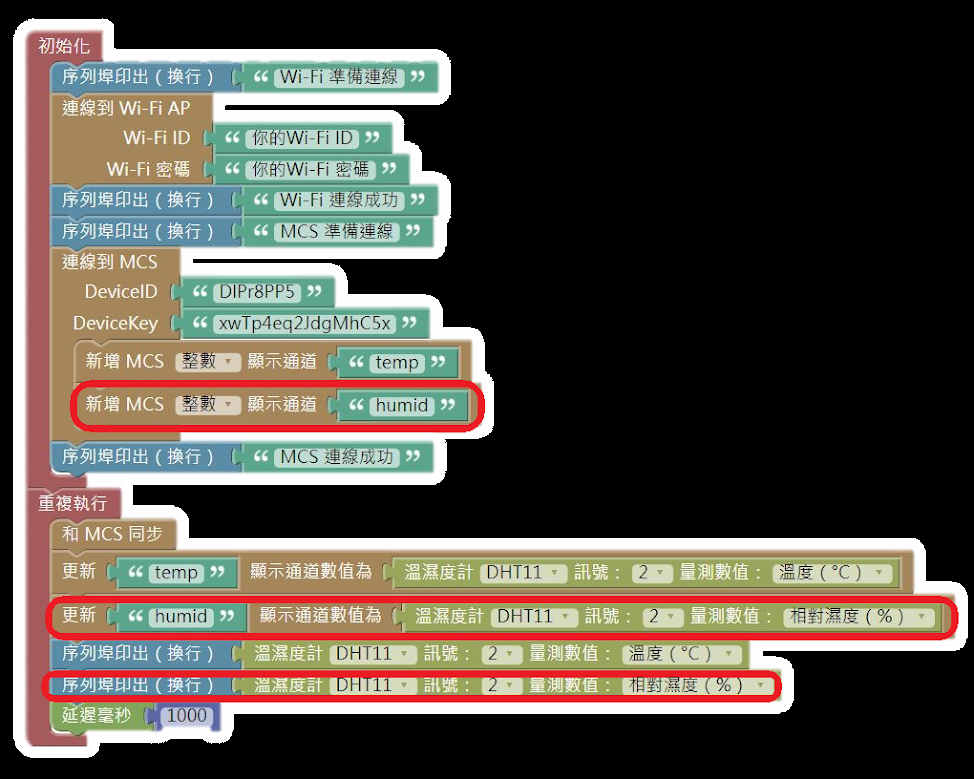 初始化
序列埠印出（換行） “ Wi-Fi 準備連線 ”
連線到 Wi-Fi AP
Wi-Fi ID “ 你的Wi-Fi ID ”
Wi-Fi 密碼 “ 你的Wi-Fi 密碼 ”
序列埠印出（換行） “ Wi-Fi 連線成功 ”
序列埠印出（換行） “ MCS 準備連線 ”
連線到 MCS
DeviceID “ DIPr8PP5 ”
DeviceKey “ xwTp4eq2JdgMhC5x ”
新增 MCS 整數 顯示通道 “ temp ”
新增 MCS 整數 顯示通道 “ humid ”
序列埠印出（換行） “ MCS 連線成功 ”
重複執行
和 MCS 同步
更新 “ temp ” 顯示通道數值為 溫濕度計 DHT11 訊號： 2 量測數值： 溫度（°C）
更新 “ humid ” 顯示通道數值為 溫濕度計 DHT11 訊號： 2 量測數值： 相對濕度（%）
序列埠印出（換行） 溫濕度計 DHT11 訊號： 2 量測數值： 溫度（°C）
序列埠印出（換行） 溫濕度計 DHT11 訊號： 2 量測數值： 相對濕度（%）
延遲毫秒 1000